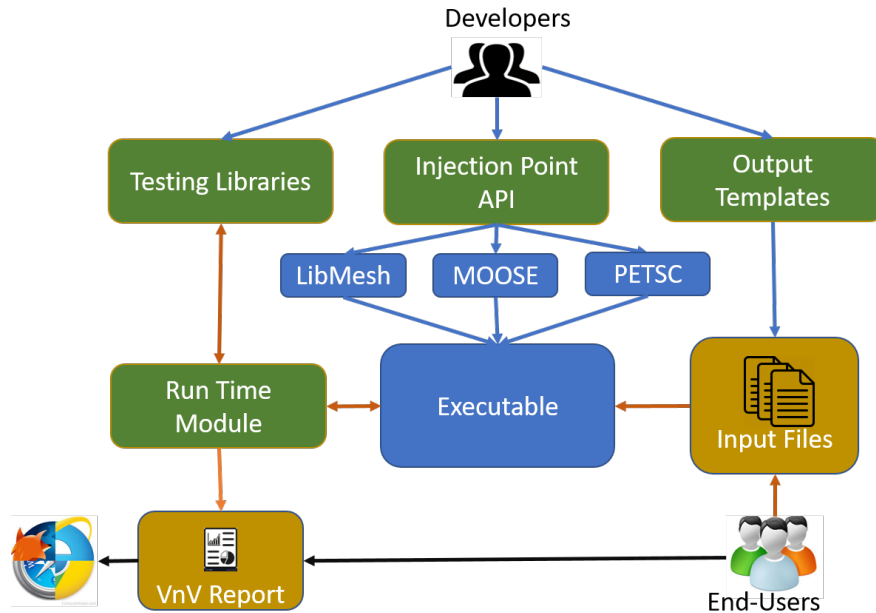 Developers
Testing Libraries
Injection Point
API
Output
Templates
LibMesh
MOOSE
PETSC
Run Time
Module
Executable
Input Files
VnV Report
End-Users